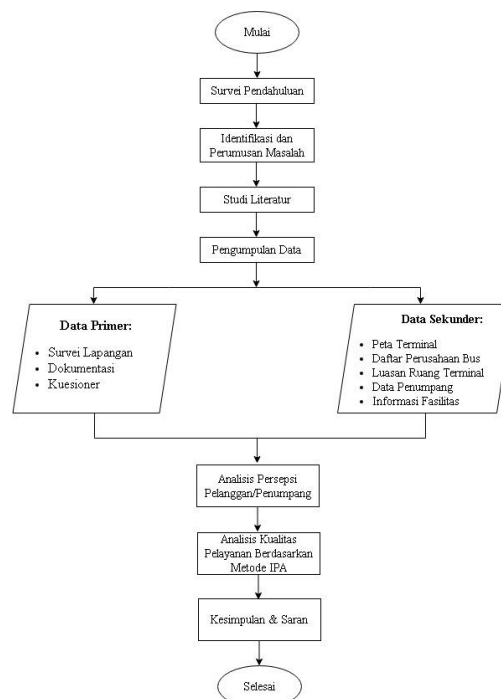 Mulai
Survei Pendahuluan
Identifikasi dan
Perumusan Masalah
Studi Literatur
Pengumpulan Data
Data Primer:
• Survei Lapangan
• Dokumentasi
• Kuesioner
Data Sekunder:
• Peta Terminal
• Daftar Perusahaan Bus
• Luasan Ruang Terminal
• Data Penumpang
• Informasi Fasilitas
Analisis Persepsi
Pelanggan/Penumpang
Analisis Kualitas
Pelayanan Berdasarkan
Metode IPA
Kesimpulan & Saran
Selesai